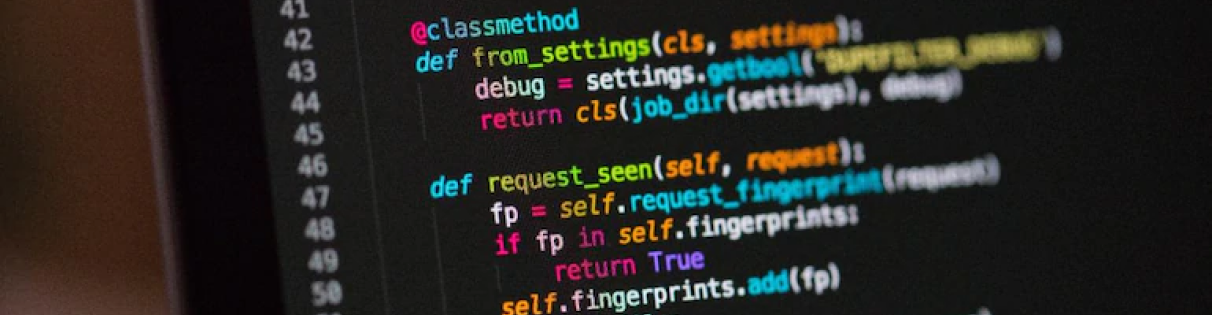 41
42 @classmethod
43 def from_settings(cls, settings):
44 debug = settings.getbool('DUPEFILTER_DEBUG')
45 return cls(job_dir(settings), debug)
46
47 def request_seen(self, request):
48 fp = self.request_fingerprint(request)
49 if fp in self.fingerprints:
50 return True
self.fingerprints.add(fp)